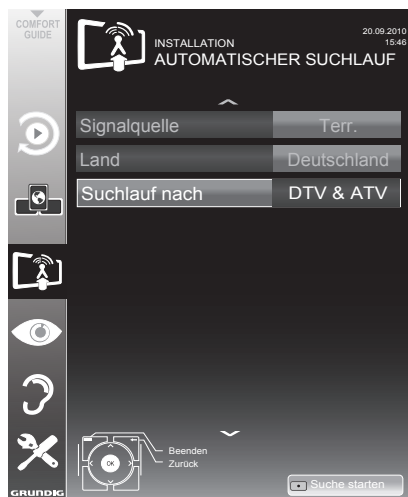 COMFORT
GUIDE
INSTALLATION
20.09.2010
15:46
AUTOMATISCHER SUCHLAUF
Signalquelle Terr.
Land Deutschland
Suchlauf nach DTV & ATV
OK
Beenden
Zurück
Suche starten
GRUNDIG